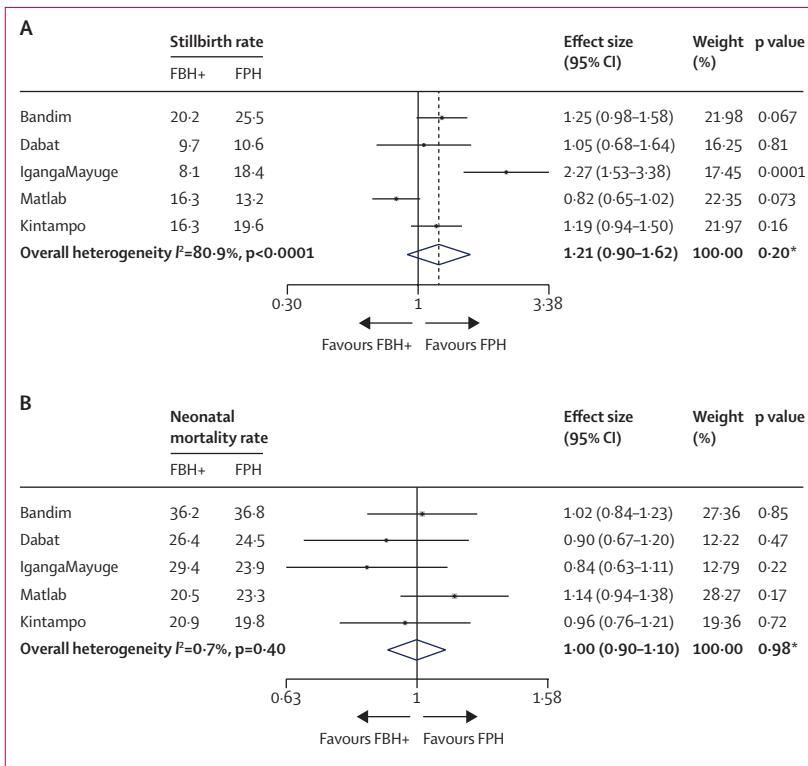 A
Stillbirth rate Effect size (95% CI) Weight (%) p value
FBH+ FPH
Bandim 20·2 25·5 1·25 (0·98–1·58) 21·98 0·067
Dabat 9·7 10·6 1·05 (0·68–1·64) 16·25 0·81
IgangaMayuge 8·1 18·4 2·27 (1·53–3·38) 17·45 0·0001
Matlab 16·3 13·2 0·82 (0·65–1·02) 22·35 0·073
Kintampo 16·3 19·6 1·19 (0·94–1·50) 21·97 0·16
Overall heterogeneity I²=80·9%, p<0·0001 1·21 (0·90–1·62) 100·00 0·20*
0·30 1 3·38
Favours FBH+ Favours FPH
B
Neonatal mortality rate Effect size (95% CI) Weight (%) p value
FBH+ FPH
Bandim 36·2 36·8 1·02 (0·84–1·23) 27·36 0·85
Dabat 26·4 24·5 0·90 (0·67–1·20) 12·22 0·47
IgangaMayuge 29·4 23·9 0·84 (0·63–1·11) 12·79 0·22
Matlab 20·5 23·3 1·14 (0·94–1·38) 28·27 0·17
Kintampo 20·9 19·8 0·96 (0·76–1·21) 19·36 0·72
Overall heterogeneity I²=0·7%, p=0·40 1·00 (0·90–1·10) 100·00 0·98*
0·63 1 1·58
Favours FBH+ Favours FPH